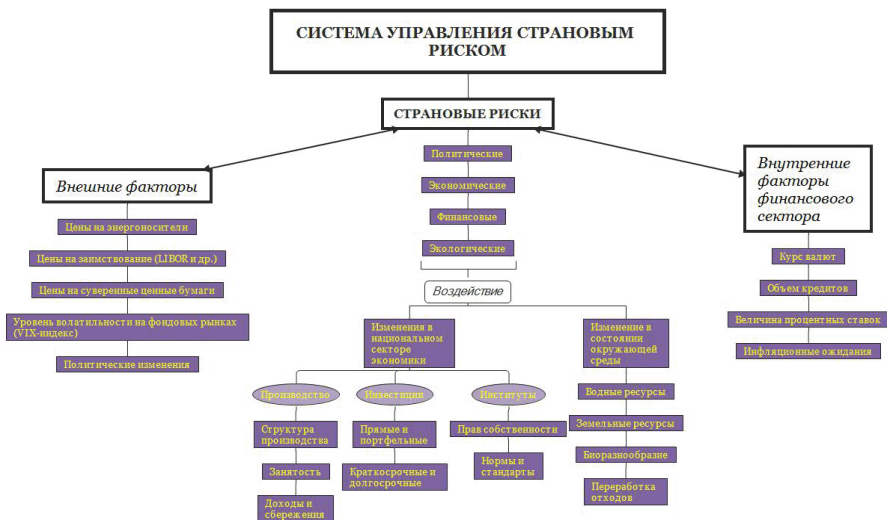 СИСТЕМА УПРАВЛЕНИЯ СТРАНОВЫМ
РИСКОМ
СТРАНОВЫЕ РИСКИ
Политические
Экономические
Финансовые
Экологические
Воздействие
Внешние факторы
Цены на энергоносители
Цены на заимствование (LIBOR и др.)
Цены на суверенные ценные бумаги
Уровень волатильности на фондовых рынках
(VIX-индекс)
Политические изменения
Внутренние
факторы
финансового
сектора
Курс валют
Объем кредитов
Величина процентных ставок
Инфляционные ожидания
Изменения в
национальном
секторе
экономики
Производство
Структура
производства
Занятость
Доходы и
сбережения
Инвестиции
Прямые и
портфельные
Краткосрочные и
долгосрочные
Институты
Прав собственности
Нормы и
стандарты
Изменение в
состоянии
окружающей
среды
Водные ресурсы
Земельные ресурсы
Биоразнообразие
Переработка
отходов